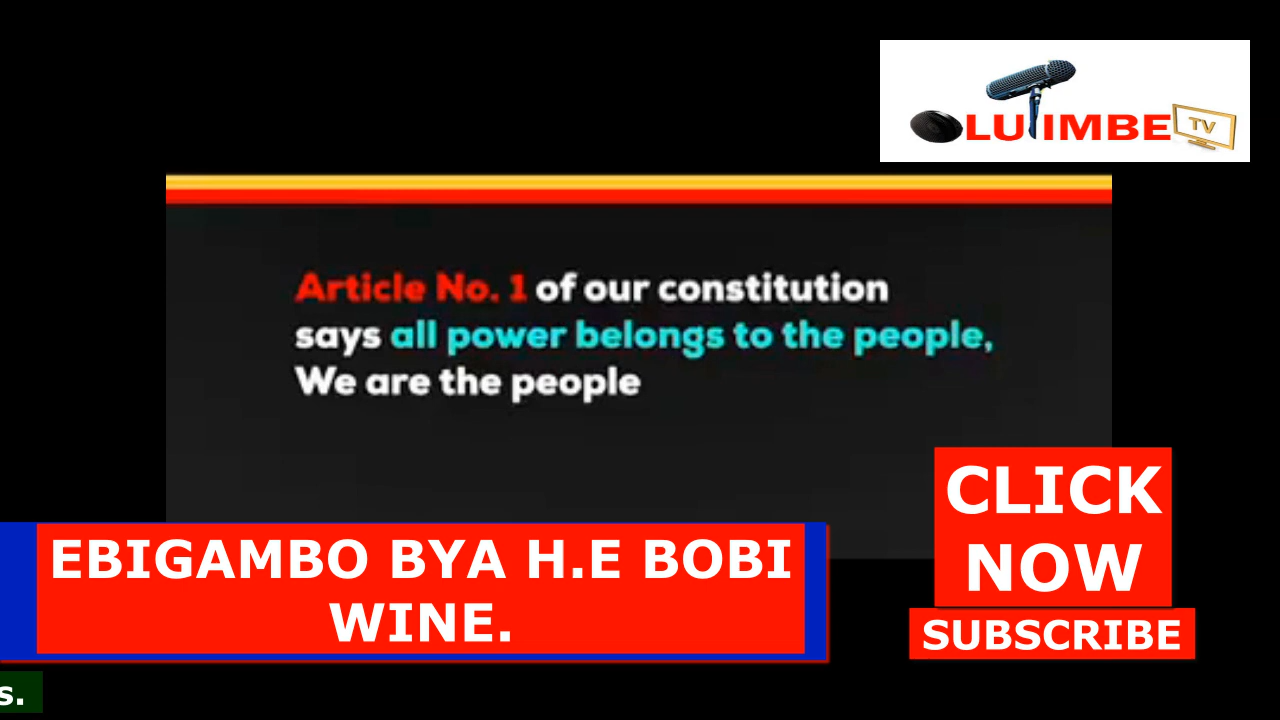 LUYIMBE TV
Article No. 1 of our constitution
says all power belongs to the people,
We are the people
CLICK
NOW
SUBSCRIBE
EBIGAMBO BYA H.E BOBI
WINE.
s.